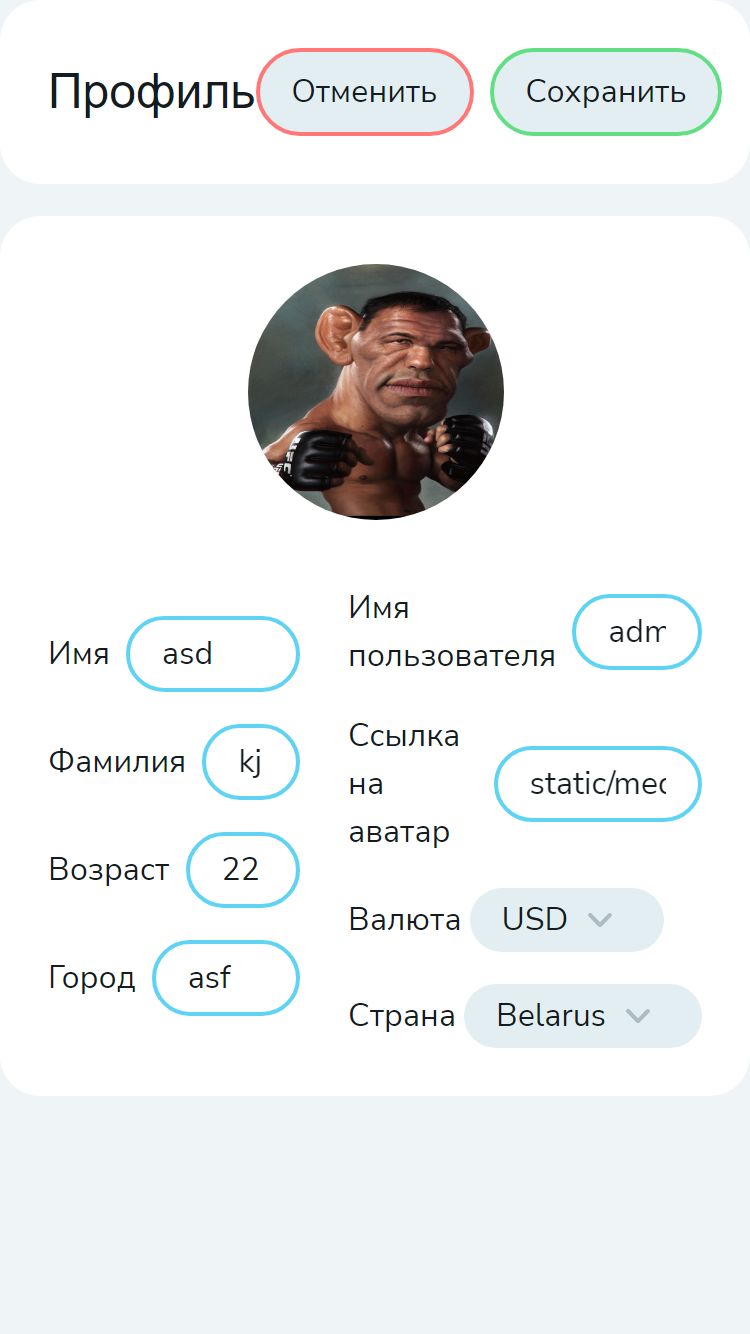 Профиль
Отменить
Сохранить
Имя
asd
Фамилия
kj
Возраст
22
Город
asf
Имя
пользователя
adm
Ссылка
на
аватар
static/med
Валюта
USD
Страна
Belarus